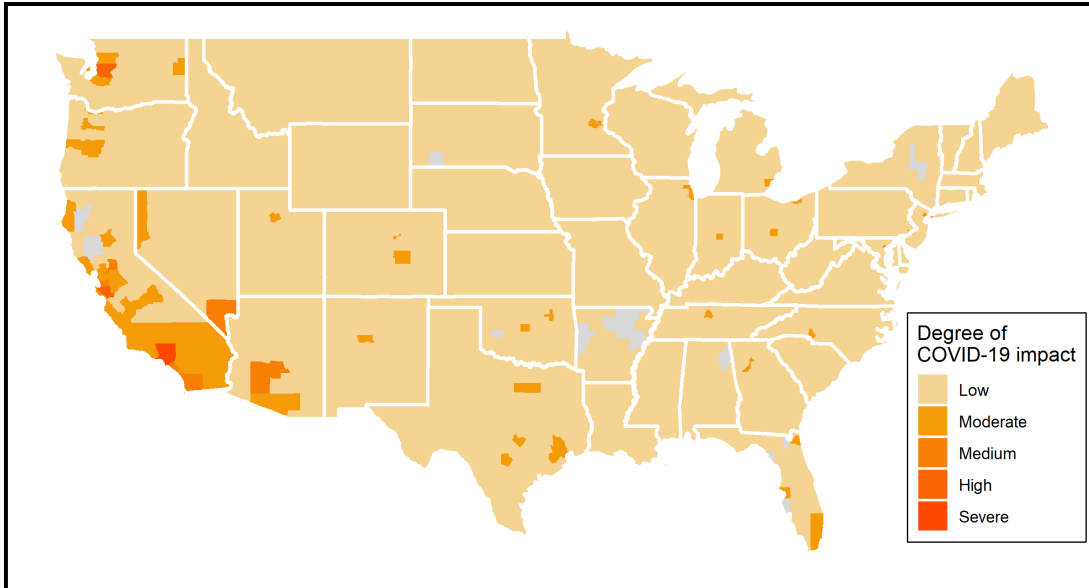 Degree of
COVID-19 impact
Low
Moderate
Medium
High
Severe